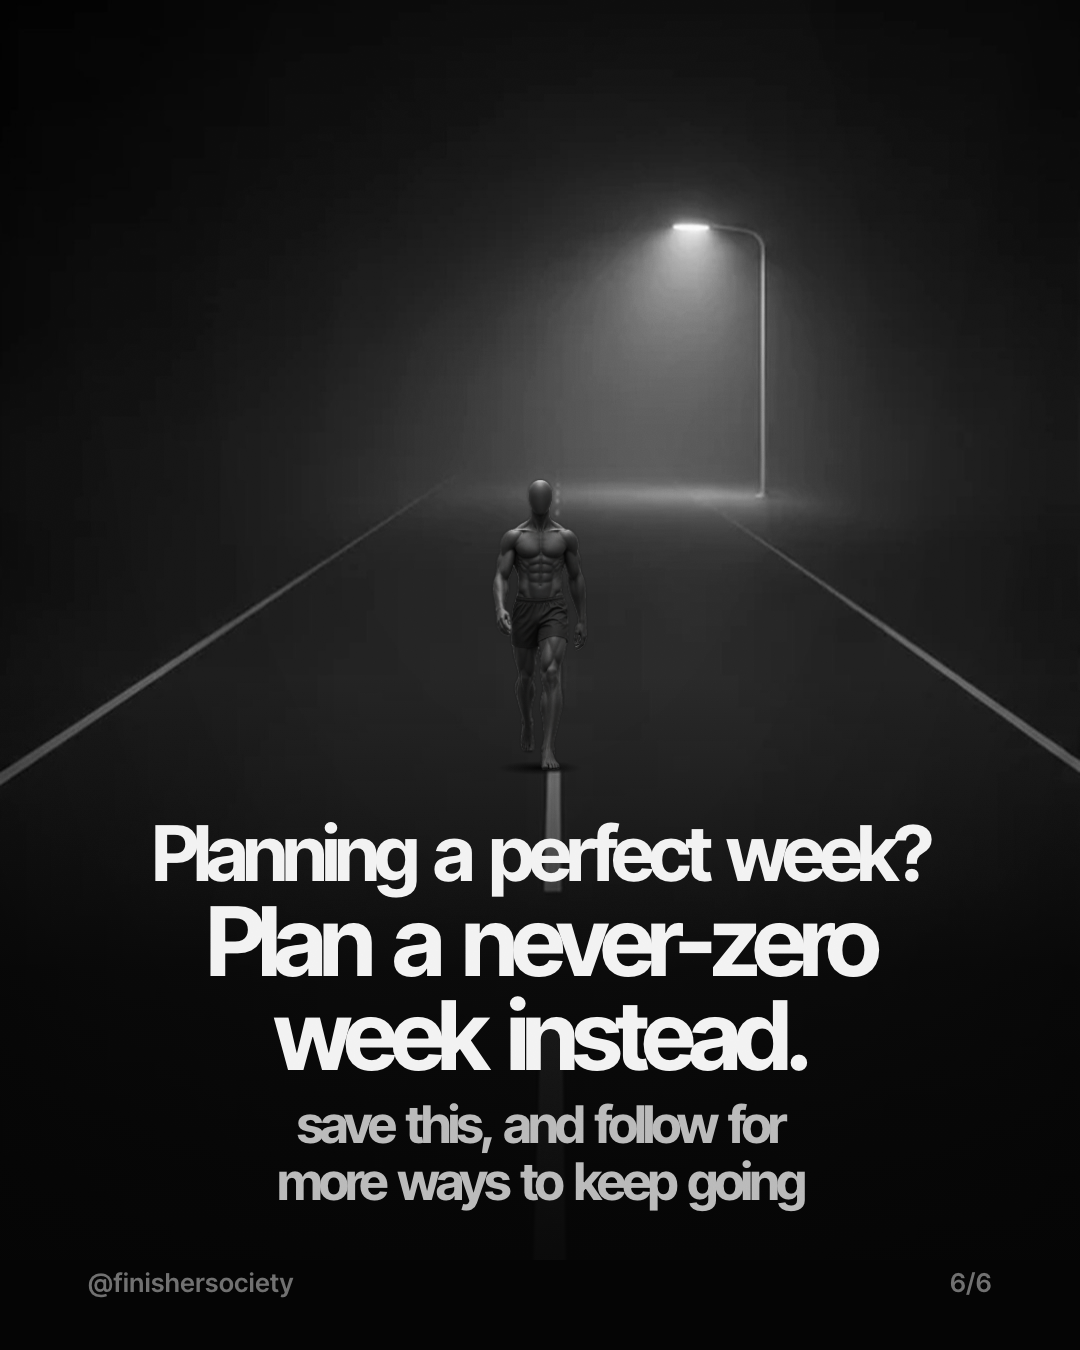 Planning a perfect week?
Plan a never-zero
week instead.
save this, and follow for
more ways to keep going
@finishersociety
6/6